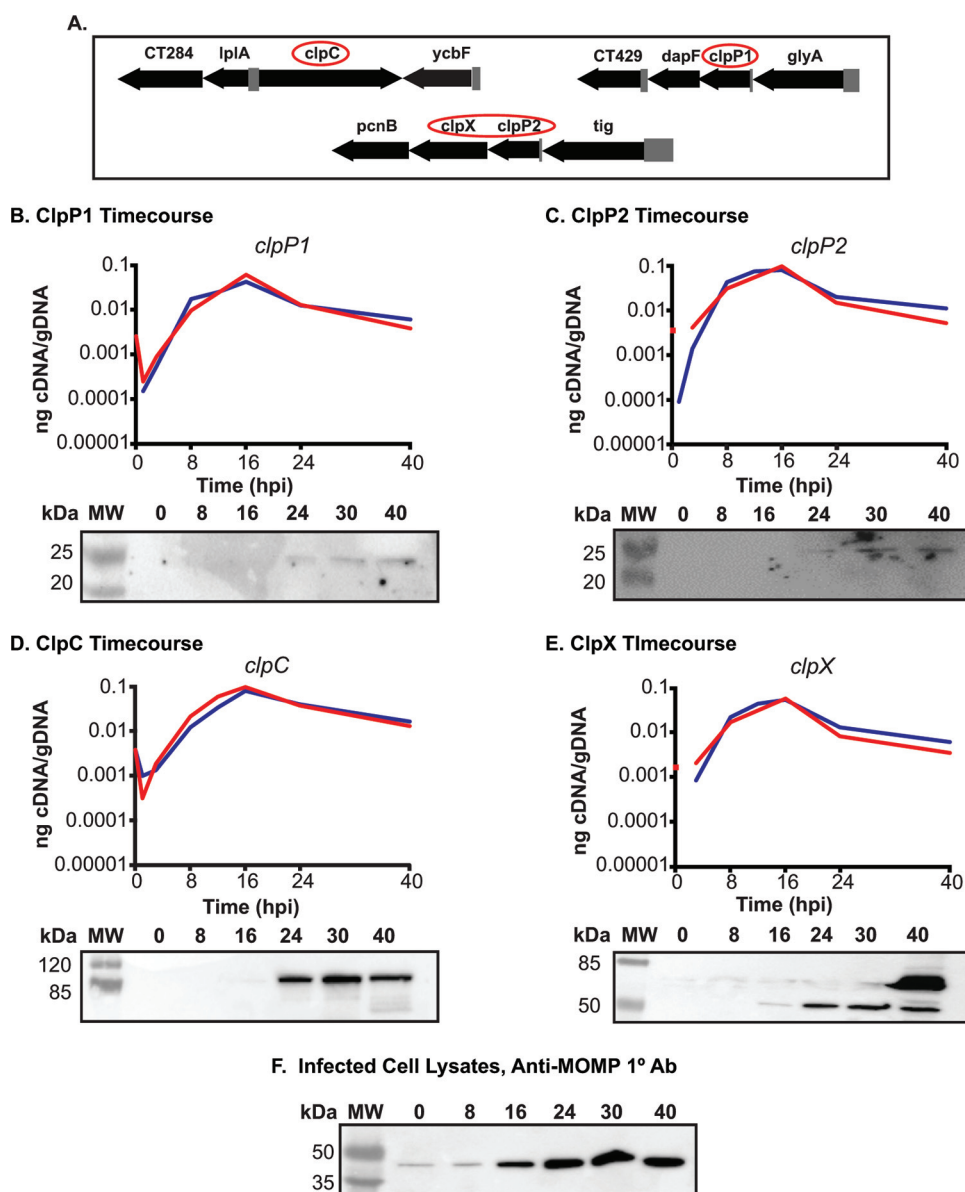 A.
CT284 lplA clpC ycbF CT429 dapF clpP1 glyA
pcnB clpX clpP2 tig
B. ClpP1 Timecourse
clpP1
ng cDNA/gDNA
0.1
0.01
0.001
0.0001
0.00001
0 8 16 24 40
Time (hpi)
kDa MW 0 8 16 24 30 40
25
20
C. ClpP2 Timecourse
clpP2
ng cDNA/gDNA
0.1
0.01
0.001
0.0001
0.00001
0 8 16 24 40
Time (hpi)
kDa MW 0 8 16 24 30 40
25
20
D. ClpC Timecourse
clpC
ng cDNA/gDNA
0.1
0.01
0.001
0.0001
0.00001
0 8 16 24 40
Time (hpi)
kDa MW 0 8 16 24 30 40
120
85
E. ClpX TImecourse
clpX
ng cDNA/gDNA
0.1
0.01
0.001
0.0001
0.00001
0 8 16 24 40
Time (hpi)
kDa MW 0 8 16 24 30 40
85
50
F. Infected Cell Lysates, Anti-MOMP 1º Ab
kDa MW 0 8 16 24 30 40
50
35